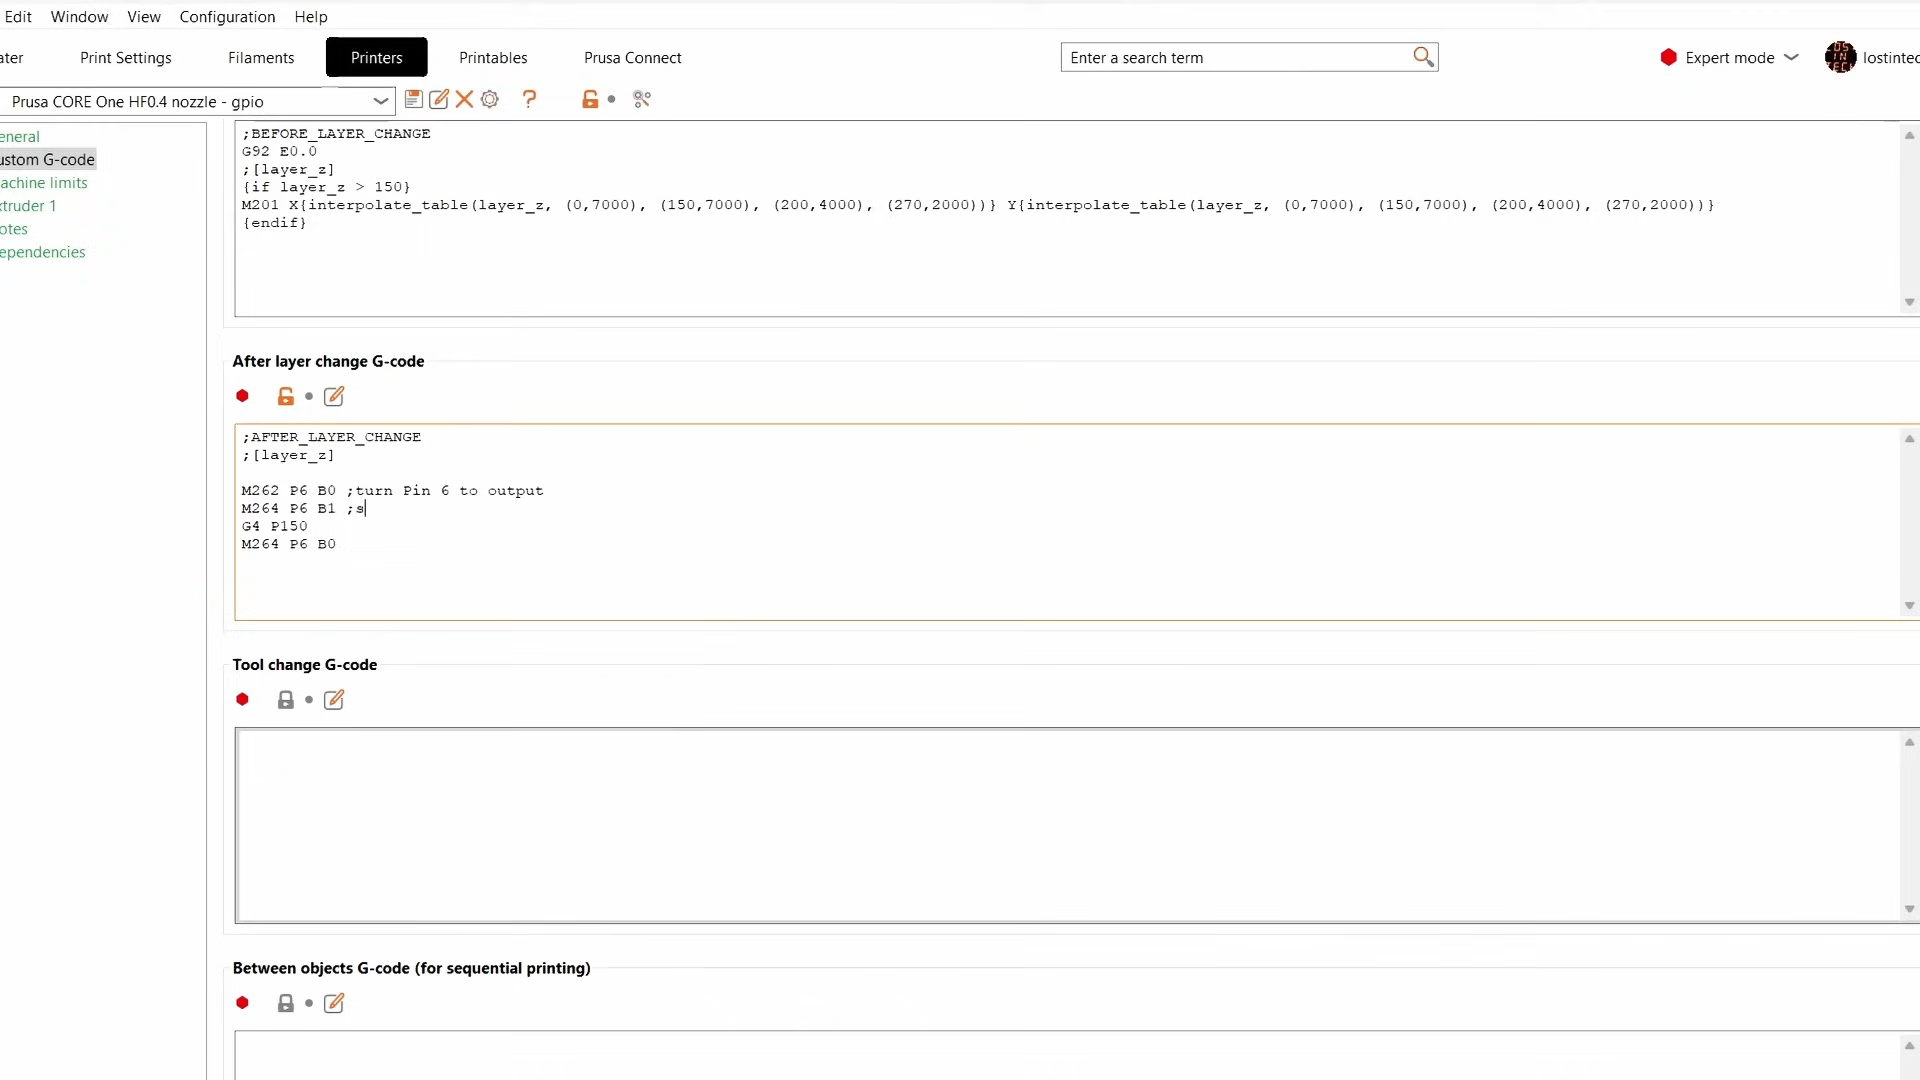 Edit Window View Configuration Help
ater Print Settings Filaments Printers Printables Prusa Connect Enter a search term Expert mode lostintec
Prusa CORE One HF0.4 nozzle - gpio ?
eneral
ustom G-code
achine limits
xtruder 1
otes
ependencies
;BEFORE_LAYER_CHANGE
G92 E0.0
;[layer_z]
{if layer_z > 150}
M201 X{interpolate_table(layer_z, (0,7000), (150,7000), (200,4000), (270,2000))} Y{interpolate_table(layer_z, (0,7000), (150,7000), (200,4000), (270,2000))}
{endif}
After layer change G-code
;AFTER_LAYER_CHANGE
;[layer_z]
M262 P6 B0 ;turn Pin 6 to output
M264 P6 B1 ;s
G4 P150
M264 P6 B0
Tool change G-code
Between objects G-code (for sequential printing)